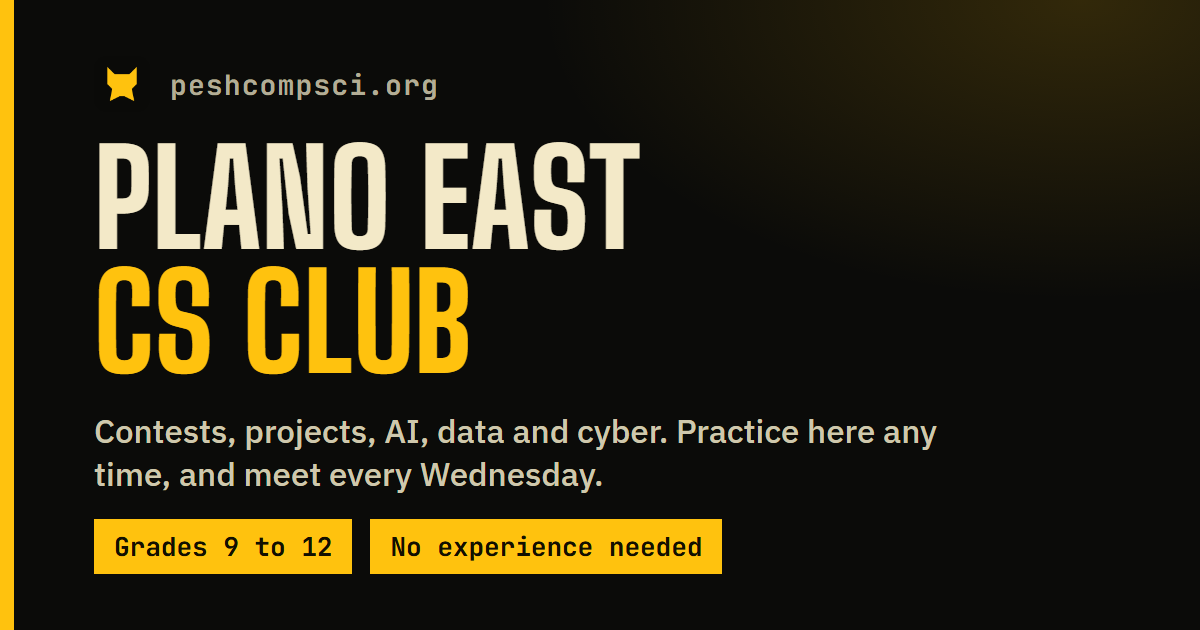 peshcompsci.org
PLANO EAST
CS CLUB
Contests, projects, AI, data and cyber. Practice here any
time, and meet every Wednesday.
Grades 9 to 12
No experience needed